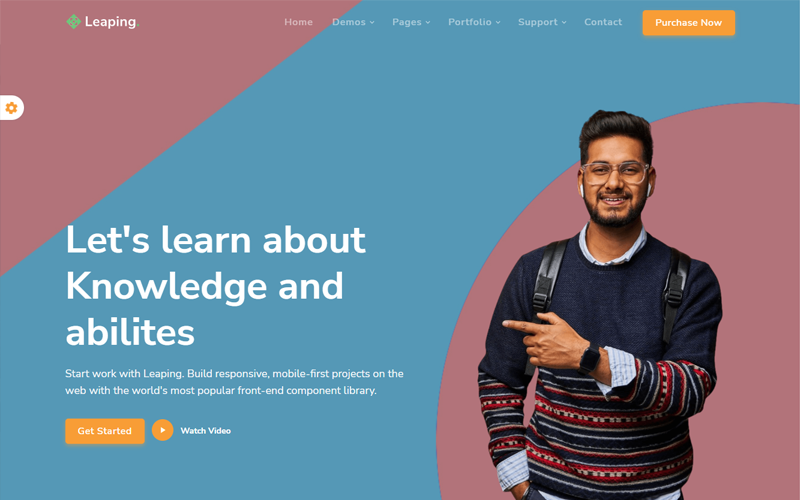 Leaping.
Home Demos Pages Portfolio Support Contact Purchase Now
Let's learn about
Knowledge and
abilites
Start work with Leaping. Build responsive, mobile-first projects on the
web with the world's most popular front-end component library.
Get Started Watch Video